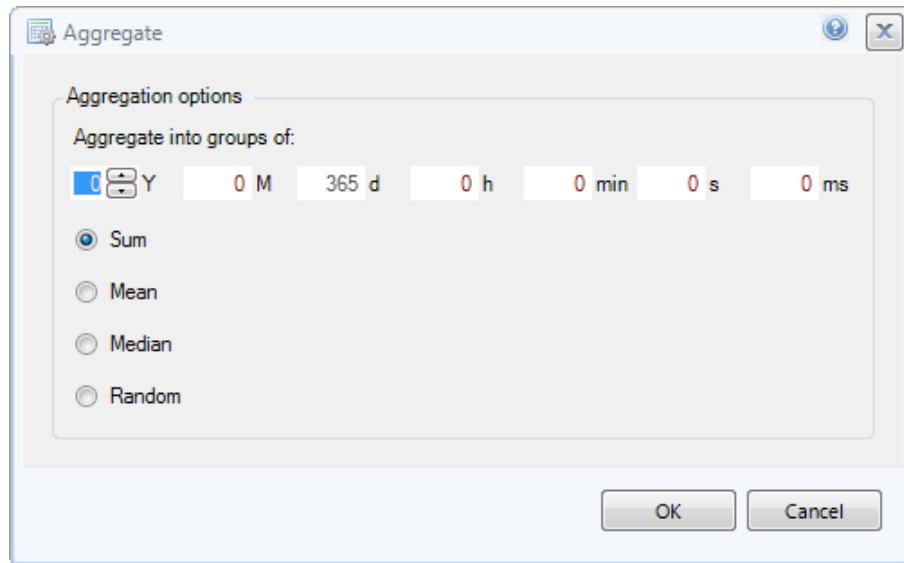 Aggregate
Aggregation options
Aggregate into groups of:
0 Y 0 M 365 d 0 h 0 min 0 s 0 ms
Sum
Mean
Median
Random
OK Cancel